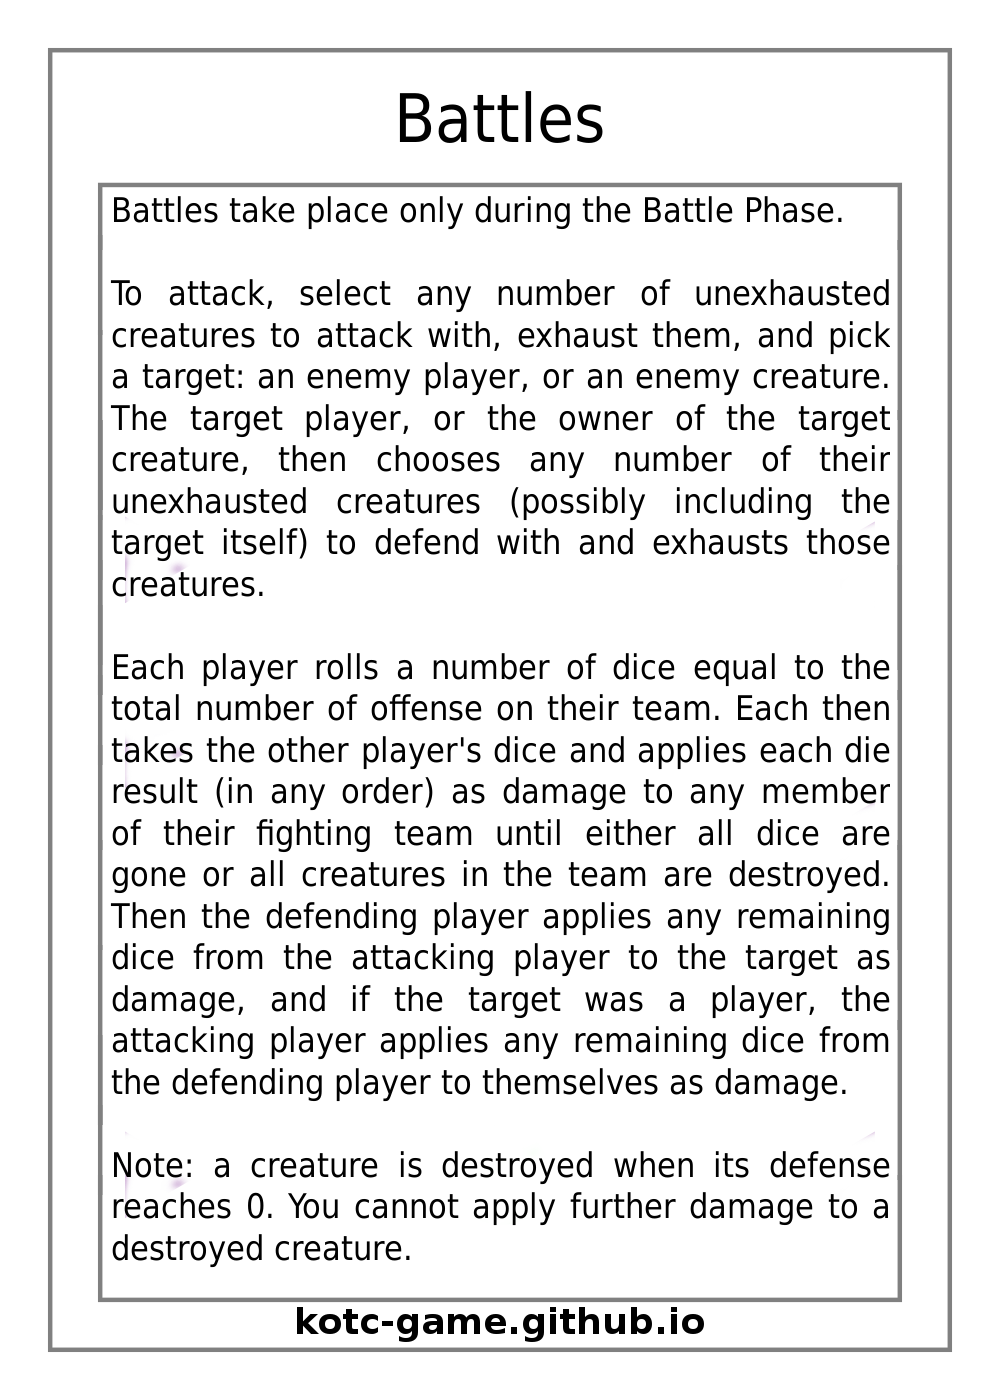 Battles
Battles take place only during the Battle Phase.
To attack, select any number of unexhausted
creatures to attack with, exhaust them, and pick
a target: an enemy player, or an enemy creature.
The target player, or the owner of the target
creature, then chooses any number of their
unexhausted creatures (possibly including the
target itself) to defend with and exhausts those
creatures.
Each player rolls a number of dice equal to the
total number of offense on their team. Each then
takes the other player's dice and applies each die
result (in any order) as damage to any member
of their fighting team until either all dice are
gone or all creatures in the team are destroyed.
Then the defending player applies any remaining
dice from the attacking player to the target as
damage, and if the target was a player, the
attacking player applies any remaining dice from
the defending player to themselves as damage.
Note: a creature is destroyed when its defense
reaches 0. You cannot apply further damage to a
destroyed creature.
kotc-game.github.io